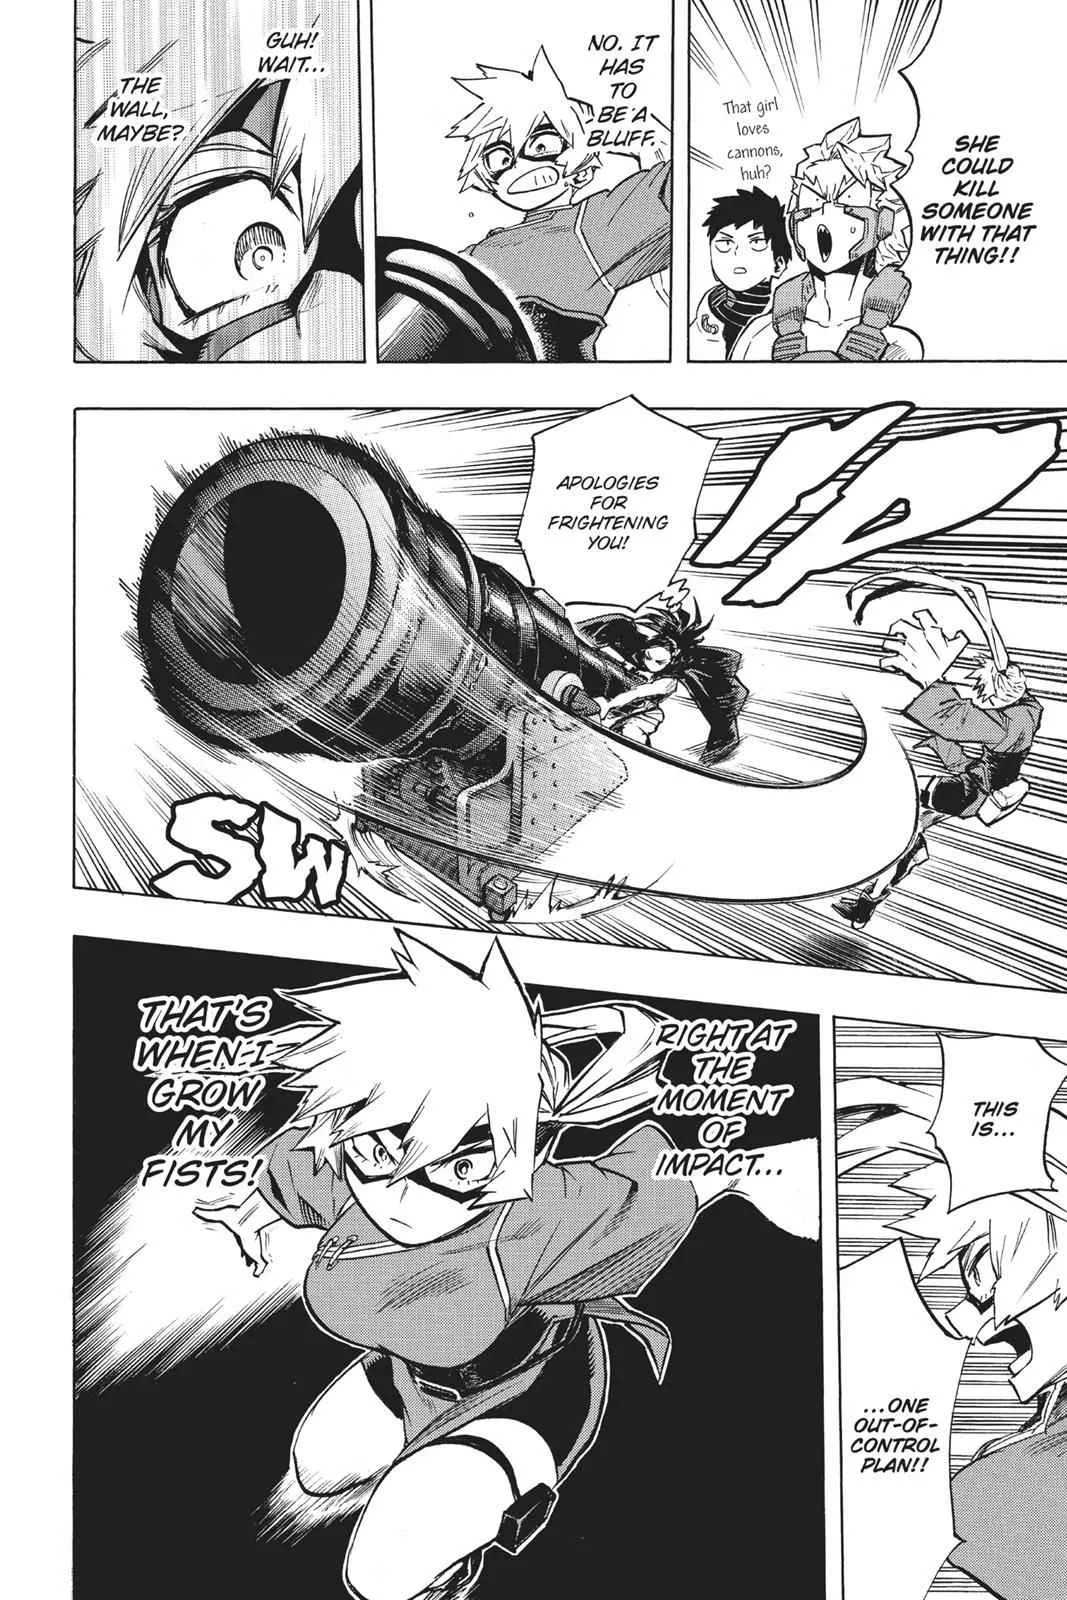 SHE
COULD
KILL
SOMEONE
WITH THAT
THING!!
That girl
loves
cannons,
huh?
NO. IT
HAS
TO
BE A
BLUFF.
GUH!
WAIT...
THE
WALL,
MAYBE?
APOLOGIES
FOR
FRIGHTENING
YOU!
SW
IP
THIS
IS...
...ONE
OUT-OF-
CONTROL
PLAN!!
RIGHT AT
THE
MOMENT
OF
IMPACT...
THAT'S
WHEN I
GROW
MY
FISTS!